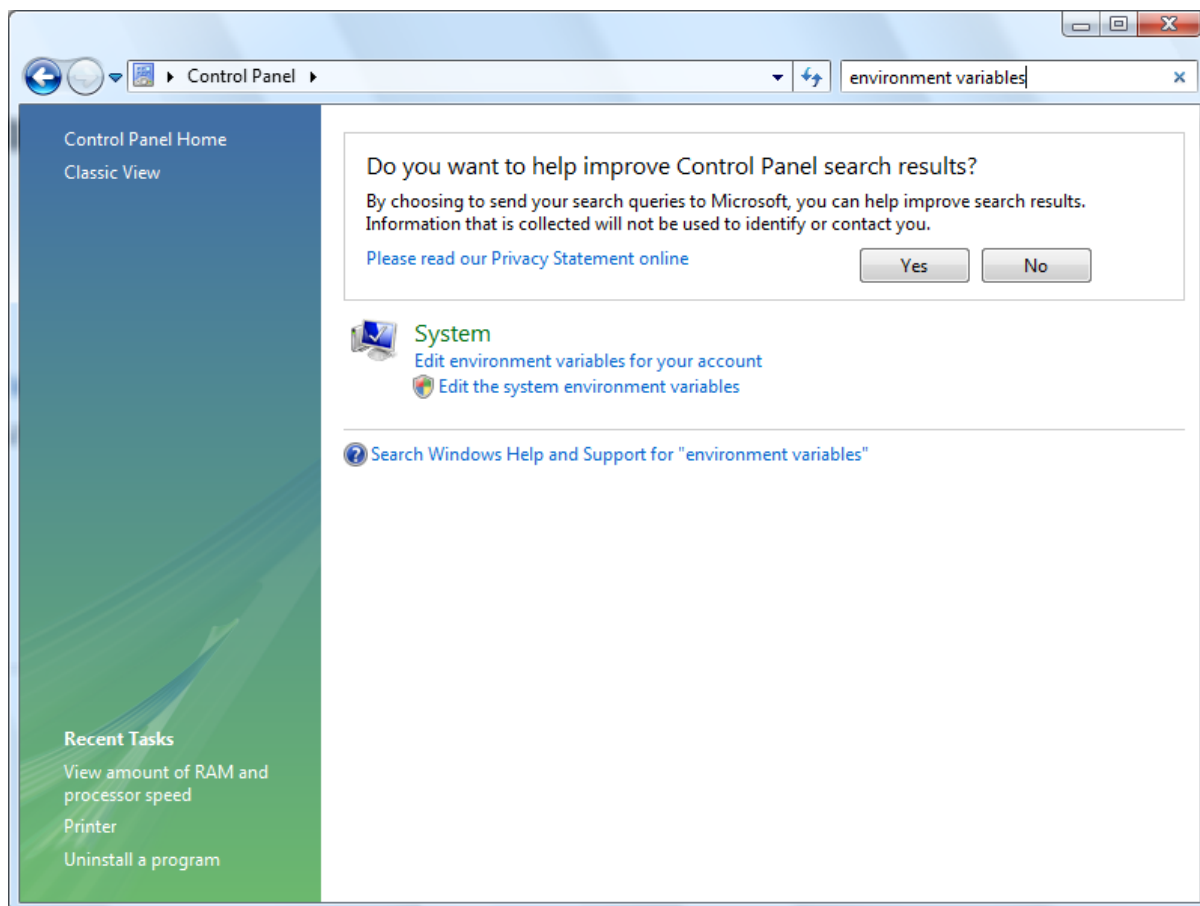 Control Panel
environment variables
Control Panel Home
Classic View
Do you want to help improve Control Panel search results?
By choosing to send your search queries to Microsoft, you can help improve search results.
Information that is collected will not be used to identify or contact you.
Please read our Privacy Statement online
Yes
No
System
Edit environment variables for your account
Edit the system environment variables
Search Windows Help and Support for "environment variables"
Recent Tasks
View amount of RAM and
processor speed
Printer
Uninstall a program